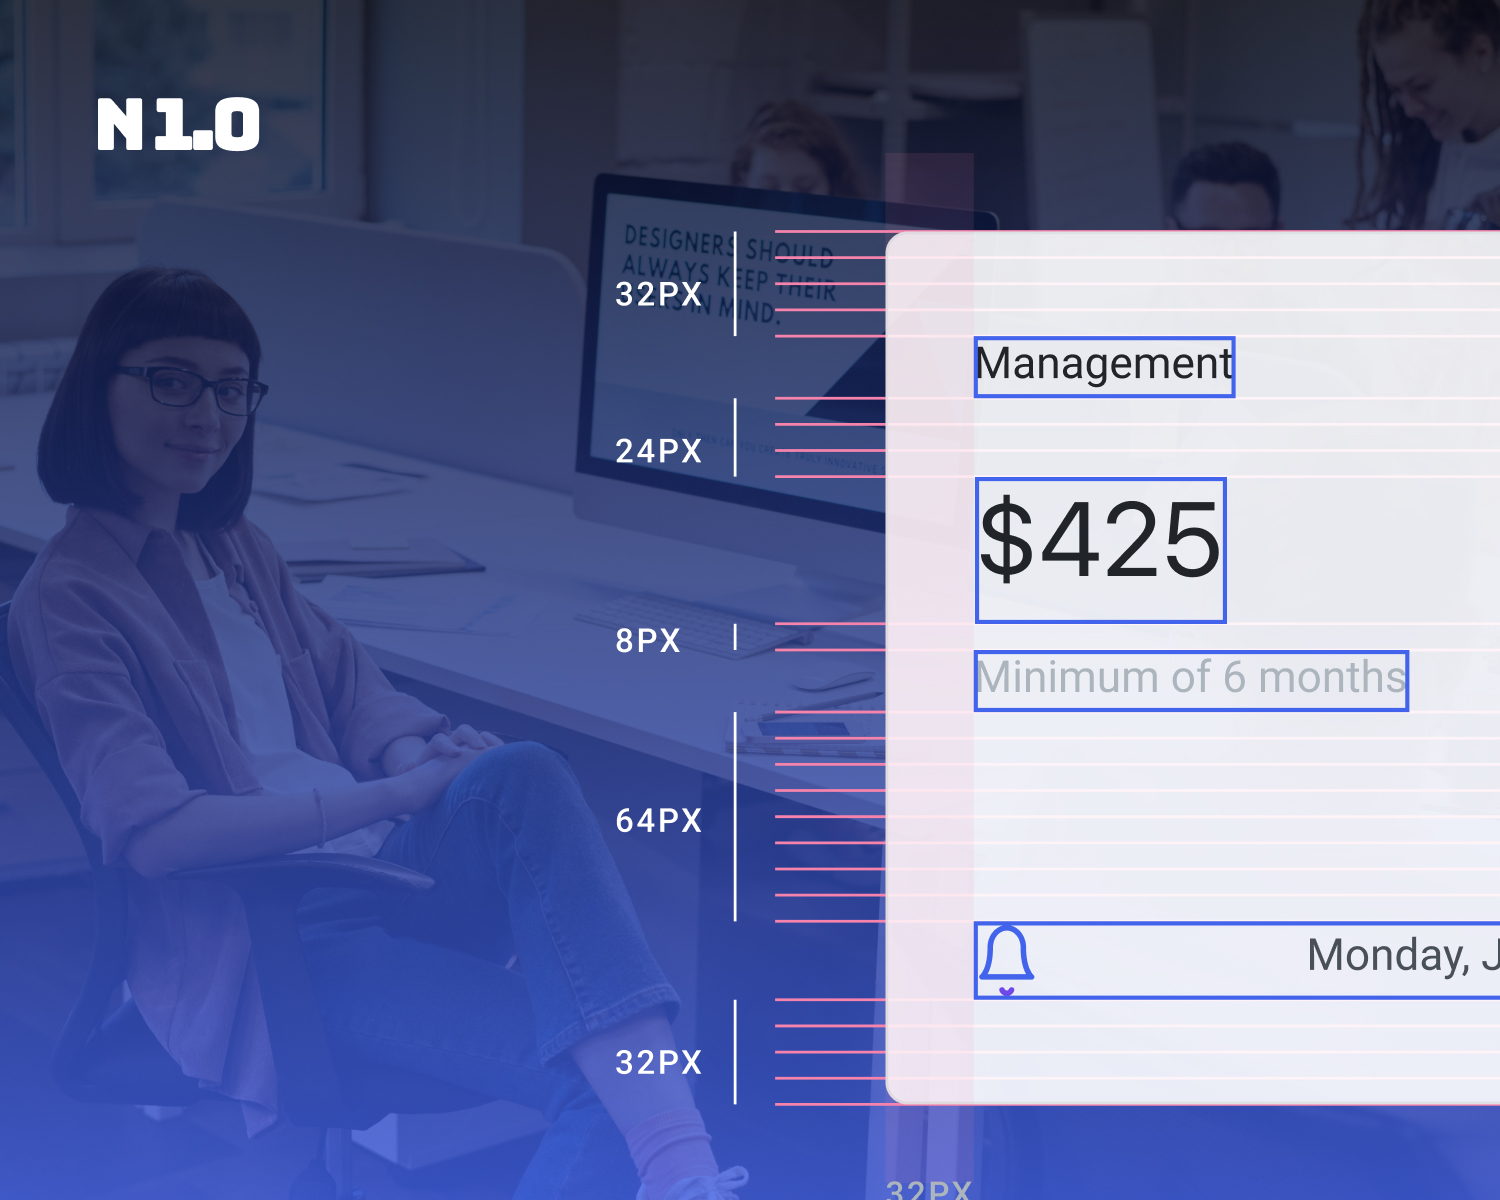 N1.0
DESIGNERS SHOULD
ALWAYS KEEP THEIR
IN MIND.
32PX
Management
24PX
$425
8PX
Minimum of 6 months
64PX
Monday, J
32PX
32PX